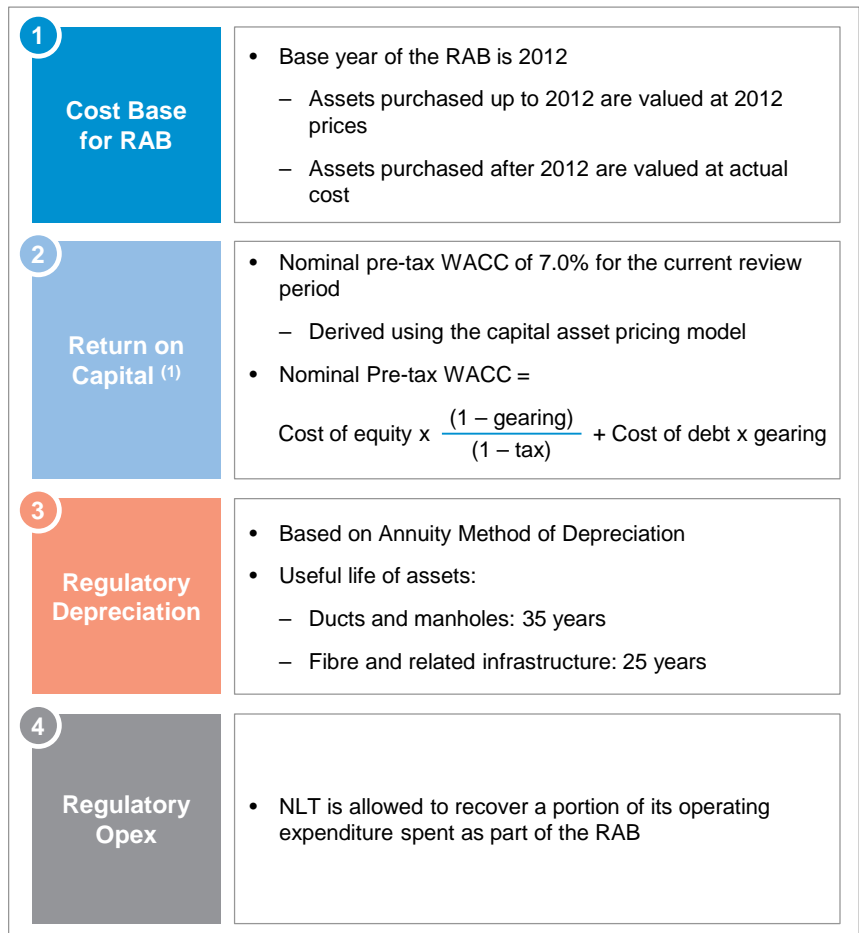 1
Cost Base
for RAB
• Base year of the RAB is 2012
– Assets purchased up to 2012 are valued at 2012
prices
– Assets purchased after 2012 are valued at actual
cost
2
Return on
Capital (1)
• Nominal pre-tax WACC of 7.0% for the current review
period
– Derived using the capital asset pricing model
• Nominal Pre-tax WACC =
Cost of equity x (1 – gearing) / (1 – tax) + Cost of debt x gearing
3
Regulatory
Depreciation
• Based on Annuity Method of Depreciation
• Useful life of assets:
– Ducts and manholes: 35 years
– Fibre and related infrastructure: 25 years
4
Regulatory
Opex
• NLT is allowed to recover a portion of its operating
expenditure spent as part of the RAB